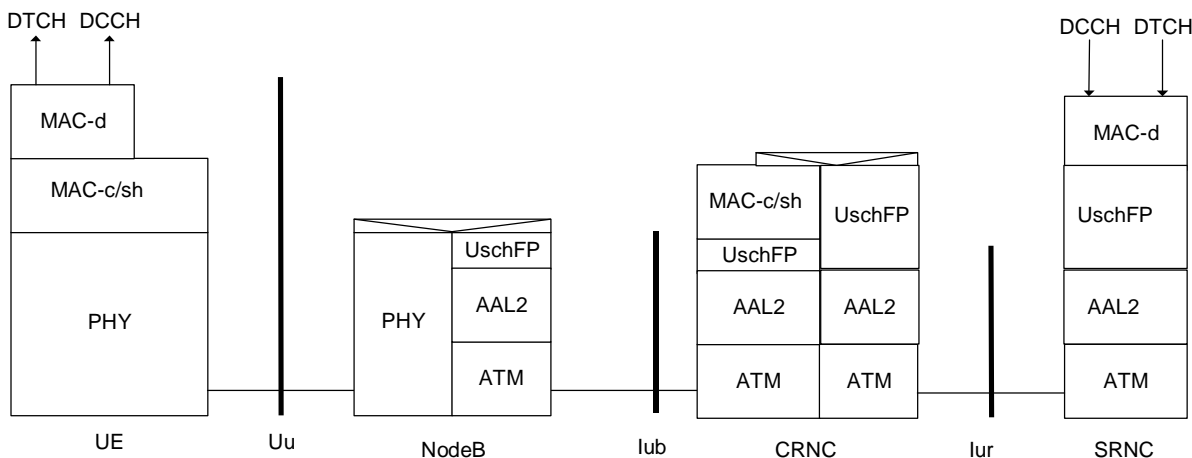 DTCH DCCH
DCCH DTCH
MAC-d
MAC-d
MAC-c/sh
MAC-c/sh
UschFP
UschFP
UschFP
UschFP
PHY
PHY
AAL2
AAL2
AAL2
AAL2
ATM
ATM
ATM
ATM
UE
Uu
NodeB
Iub
CRNC
Iur
SRNC